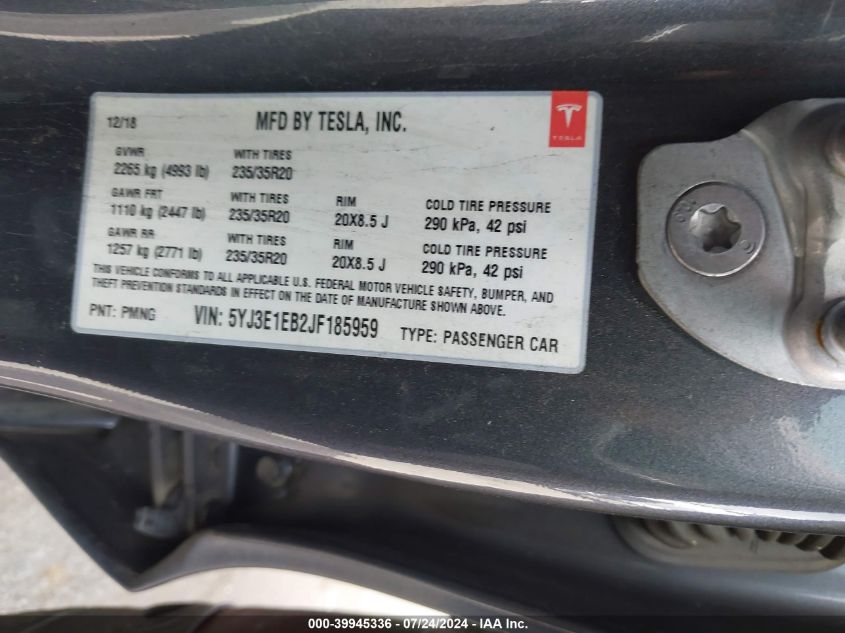 12/18 MFD BY TESLA, INC.
TESLA
GVWR WITH TIRES
2265 kg (4993 lb) 235/35R20
GAWR FRT WITH TIRES RIM COLD TIRE PRESSURE
1110 kg (2447 lb) 235/35R20 20X8.5 J 290 kPa, 42 psi
GAWR RR WITH TIRES RIM COLD TIRE PRESSURE
1257 kg (2771 lb) 235/35R20 20X8.5 J 290 kPa, 42 psi
THIS VEHICLE CONFORMS TO ALL APPLICABLE U.S. FEDERAL MOTOR VEHICLE SAFETY, BUMPER, AND
THEFT PREVENTION STANDARDS IN EFFECT ON THE DATE OF MANUFACTURE SHOWN ABOVE.
PNT: PMNG VIN: 5YJ3E1EB2JF185959 TYPE: PASSENGER CAR
000-39945336 - 07/24/2024 - IAA Inc.